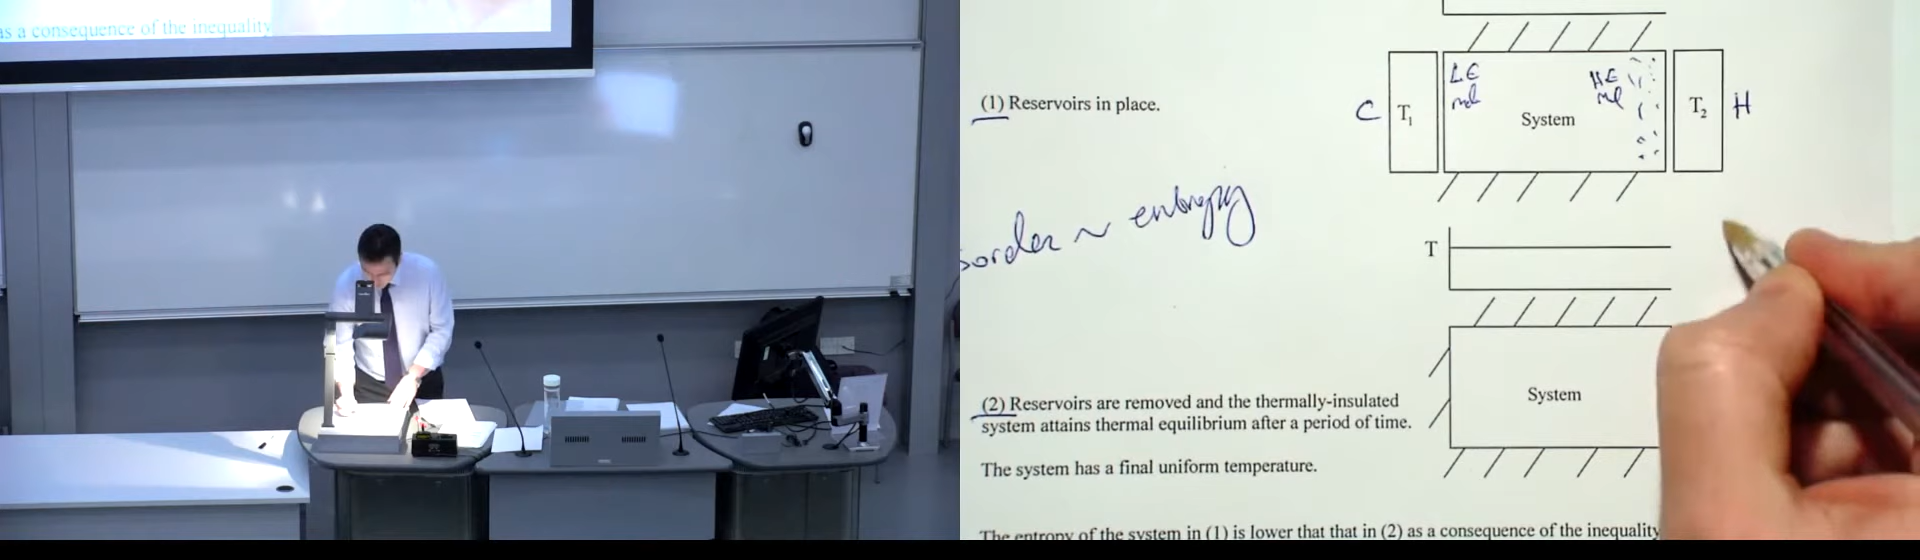 as a consequence of the inequality
(1) Reservoirs in place.
C T1
LE
mol
System
HE
T2 H
entropy
T
System
(2) Reservoirs are removed and the thermally-insulated
system attains thermal equilibrium after a period of time.
The system has a final uniform temperature.
The entropy of the system in (1) is lower that that in (2) as a consequence of the inequality